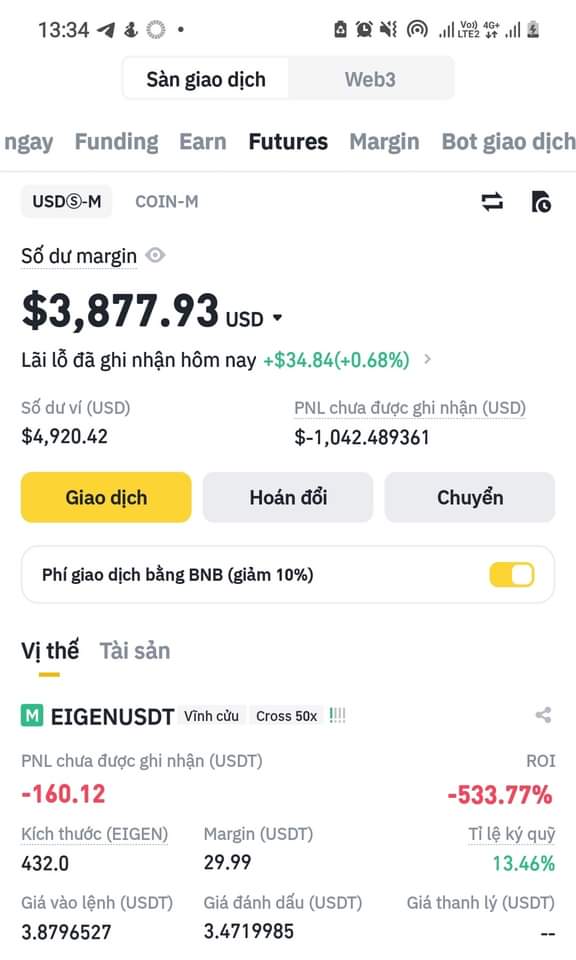 13:34
Vo)) 4G+
LTE2
Sàn giao dịch Web3
ngay Funding Earn Futures Margin Bot giao dịch
USDⓈ-M COIN-M
Số dư margin
$3,877.93 USD
Lãi lỗ đã ghi nhận hôm nay +$34.84(+0.68%)
Số dư ví (USD) PNL chưa được ghi nhận (USD)
$4,920.42 $-1,042.489361
Giao dịch Hoán đổi Chuyển
Phí giao dịch bằng BNB (giảm 10%)
Vị thế Tài sản
M EIGENUSDT Vĩnh cửu Cross 50x !!!!
PNL chưa được ghi nhận (USDT) ROI
-160.12 -533.77%
Kích thước (EIGEN) Margin (USDT) Tỉ lệ ký quỹ
432.0 29.99 13.46%
Giá vào lệnh (USDT) Giá đánh dấu (USDT) Giá thanh lý (USDT)
3.8796527 3.4719985 --